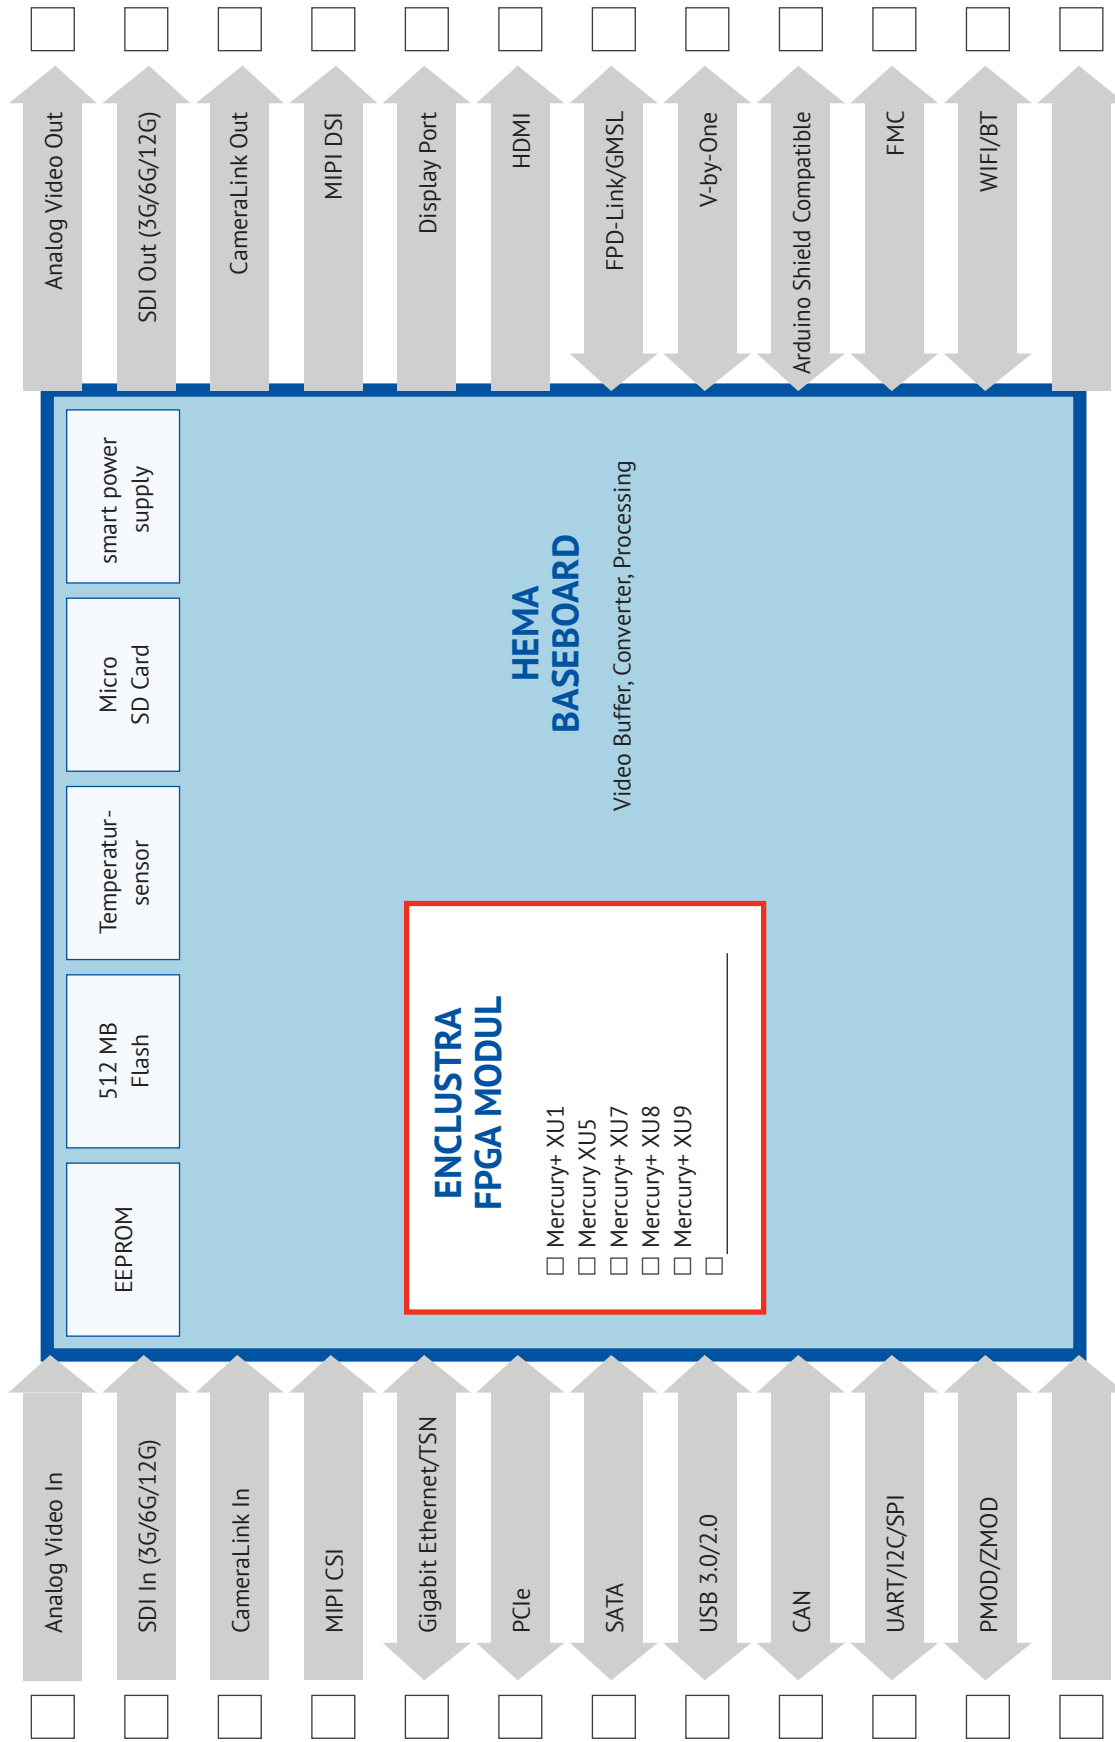 Analog Video In
SDI In (3G/6G/12G)
CameraLink In
MIPI CSI
Gigabit Ethernet/TSN
PCIe
SATA
USB 3.0/2.0
CAN
UART/I2C/SPI
PMOD/ZMOD
EEPROM
512 MB
Flash
Temperatur-
sensor
Micro
SD Card
smart power
supply
ENCLUSTRA
FPGA MODUL
Mercury+ XU1
Mercury XU5
Mercury+ XU7
Mercury+ XU8
Mercury+ XU9
HEMA
BASEBOARD
Video Buffer, Converter, Processing
Analog Video Out
SDI Out (3G/6G/12G)
CameraLink Out
MIPI DSI
Display Port
HDMI
FPD-Link/GMSL
V-by-One
Arduino Shield Compatible
FMC
WIFI/BT